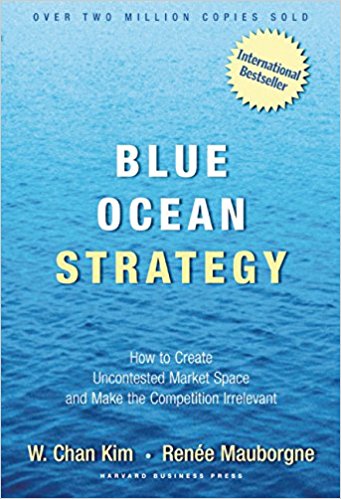 OVER TWO MILLION COPIES SOLD
International
Bestseller
BLUE
OCEAN
STRATEGY
How to Create
Uncontested Market Space
and Make the Competition Irrelevant
W. Chan Kim • Renée Mauborgne
HARVARD BUSINESS PRESS